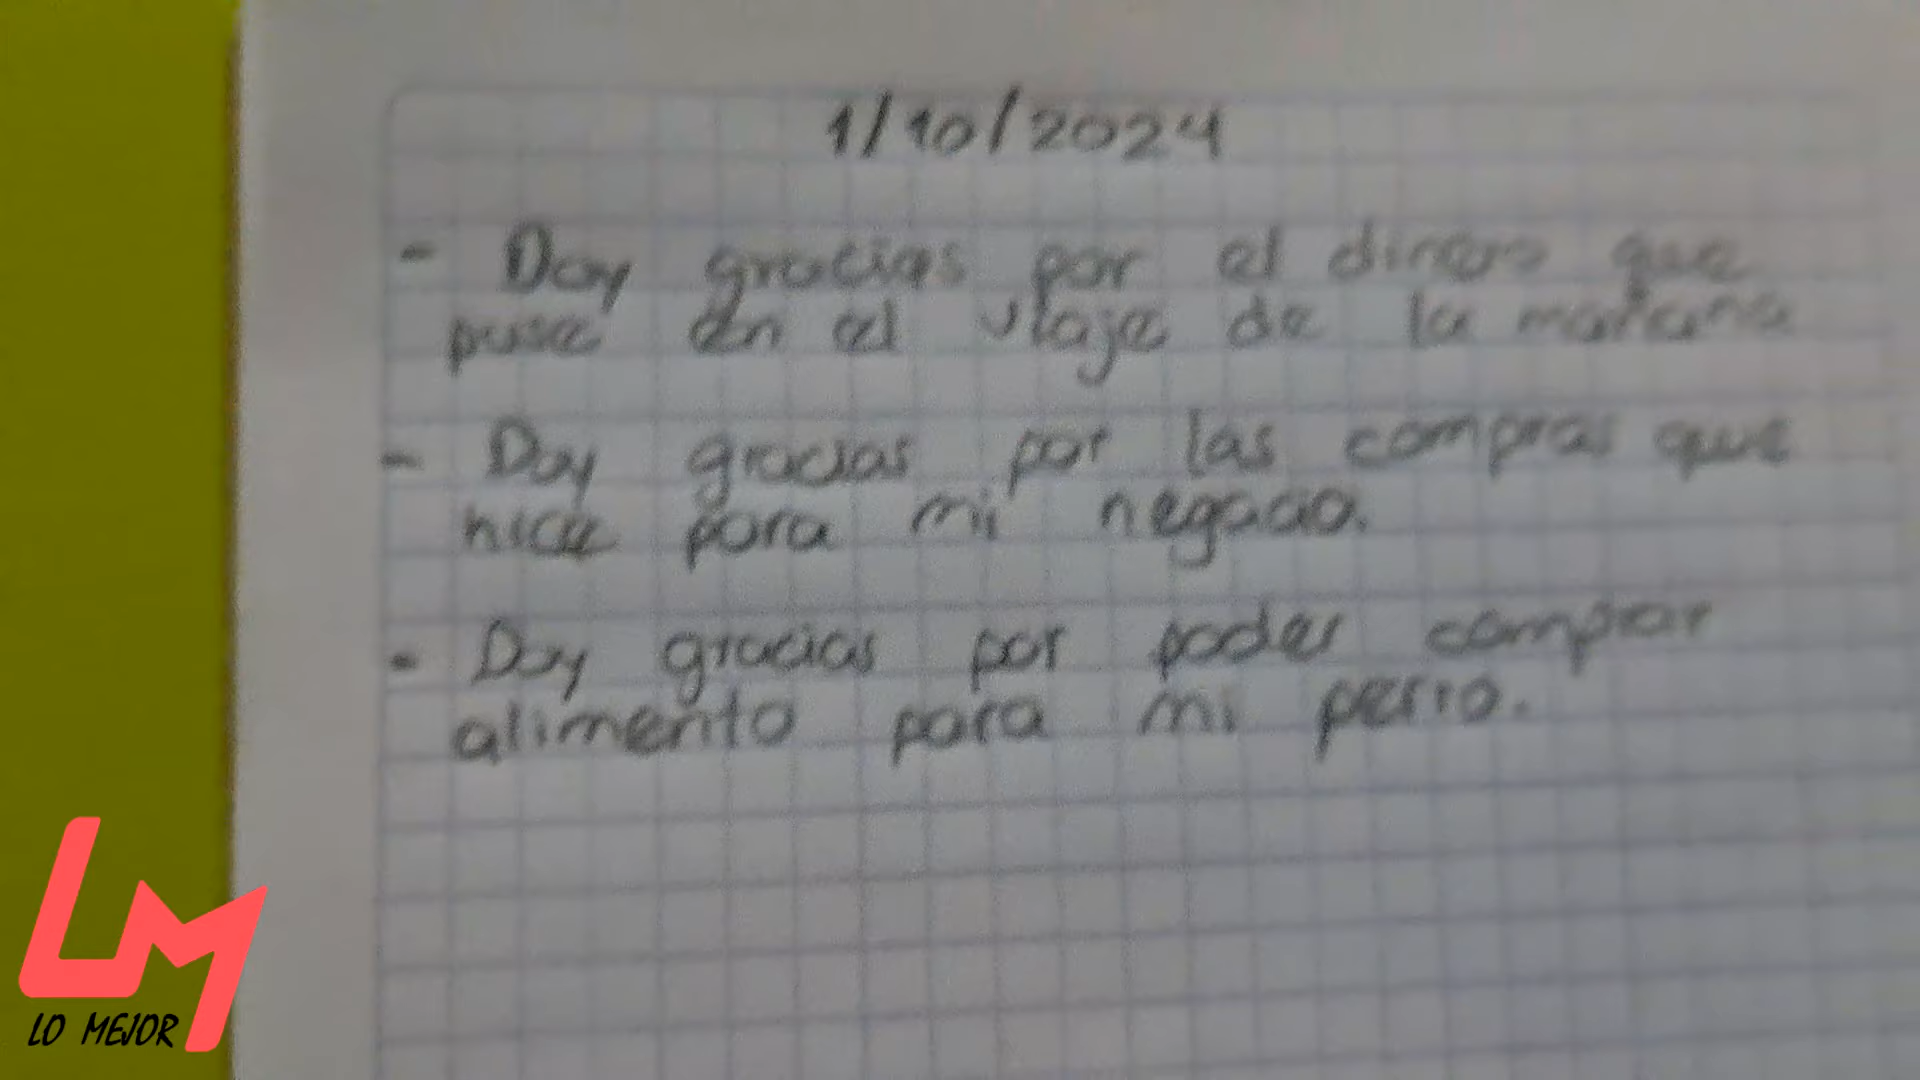 1/10/2024
- Doy gracias por el dinero que
puse en el viaje de la mañana
- Doy gracias por las compras que
hice para mi negocio.
- Doy gracias por poder comprar
alimento para mi perro.
LM
LO MEJOR